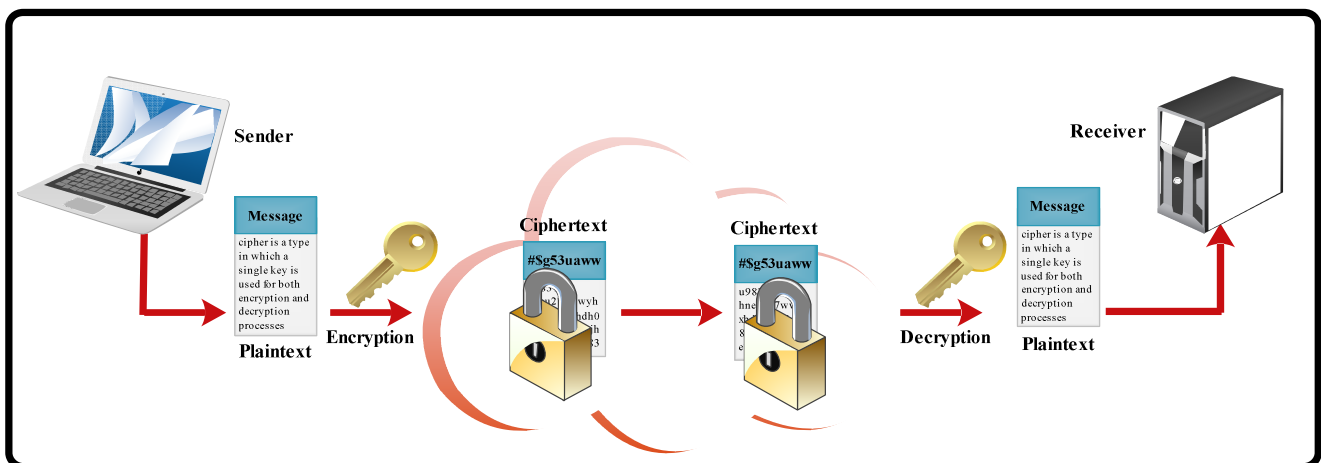 Sender
Receiver
Message
cipher is a type
in which a
single key is
used for both
encryption and
decryption
processes
Plaintext
Encryption
Ciphertext
#$g53uaww
Ciphertext
#$g53uaww
Decryption
Message
cipher is a type
in which a
single key is
used for both
encryption and
decryption
processes
Plaintext